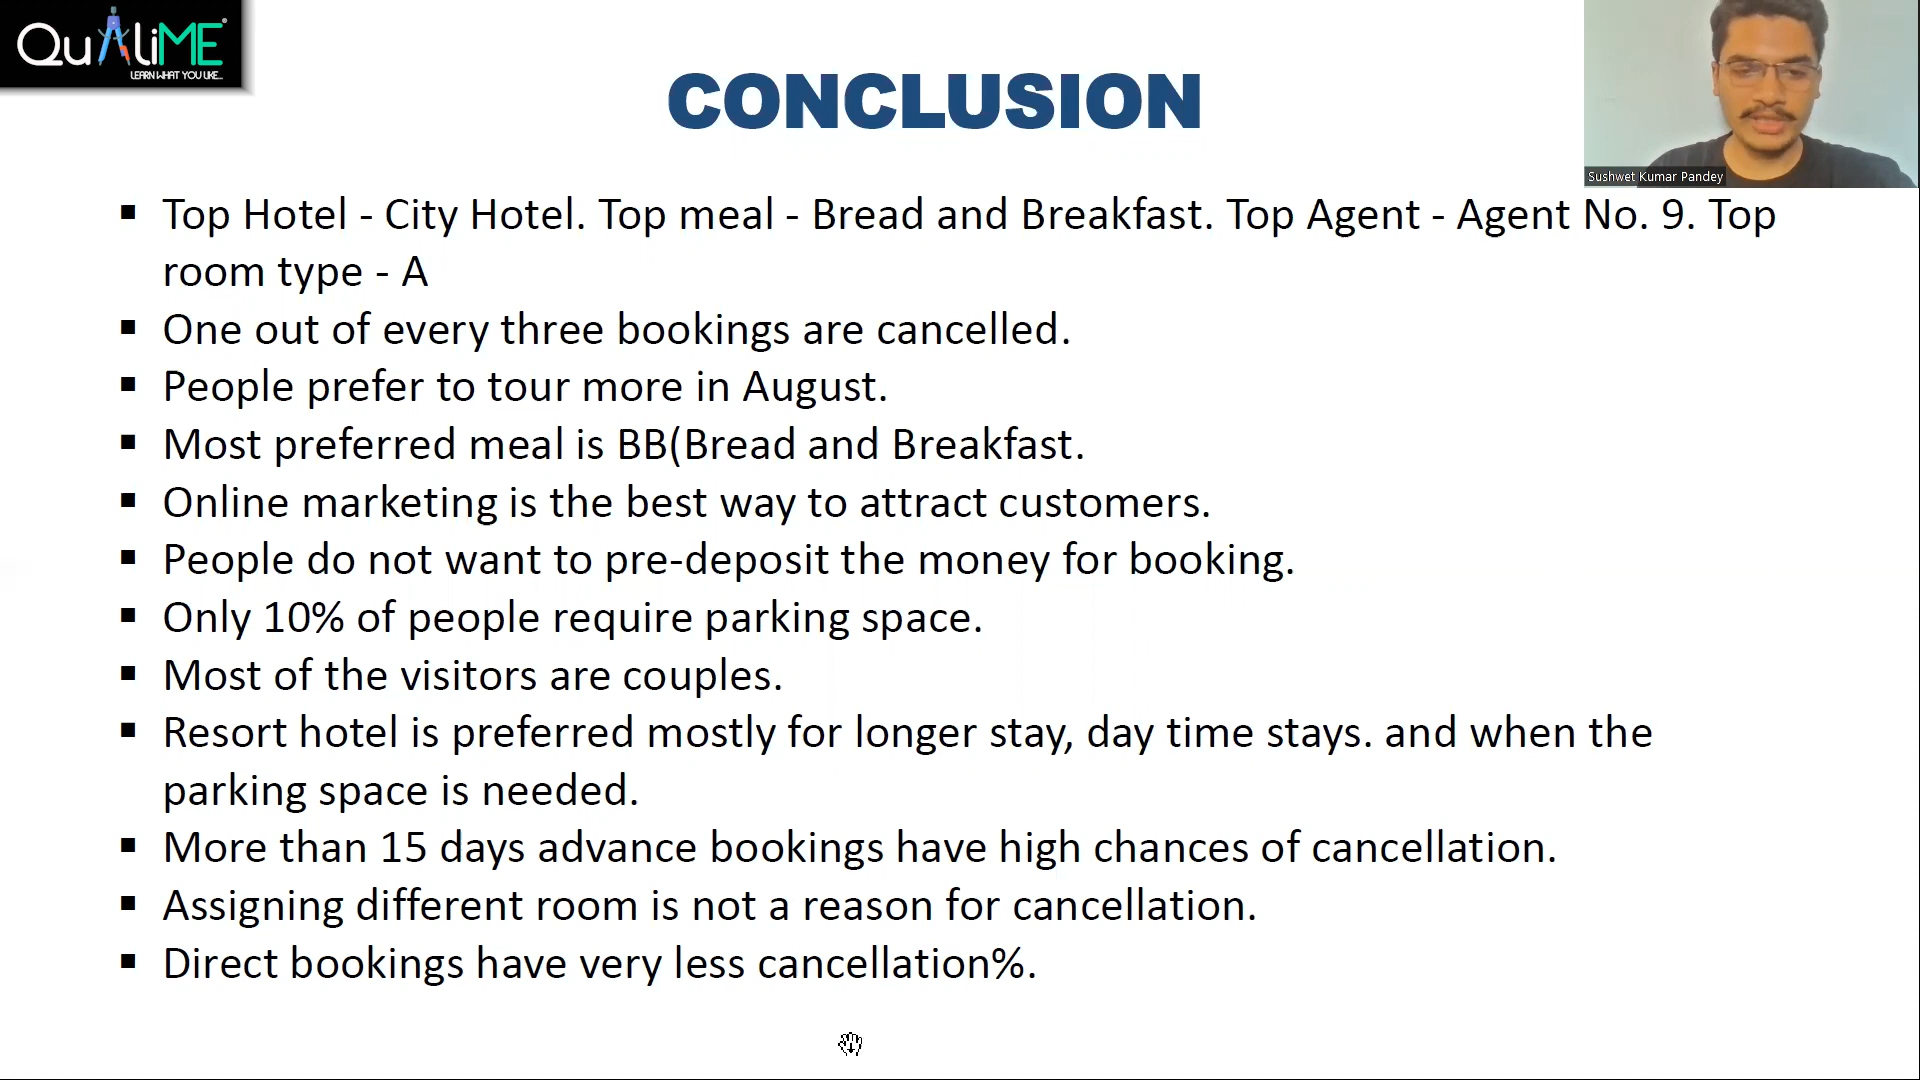 QuAliME
LEARN WHAT YOU LIKE...
CONCLUSION
Sushwet Kumar Pandey
▪ Top Hotel - City Hotel. Top meal - Bread and Breakfast. Top Agent - Agent No. 9. Top
room type - A
▪ One out of every three bookings are cancelled.
▪ People prefer to tour more in August.
▪ Most preferred meal is BB(Bread and Breakfast.
▪ Online marketing is the best way to attract customers.
▪ People do not want to pre-deposit the money for booking.
▪ Only 10% of people require parking space.
▪ Most of the visitors are couples.
▪ Resort hotel is preferred mostly for longer stay, day time stays. and when the
parking space is needed.
▪ More than 15 days advance bookings have high chances of cancellation.
▪ Assigning different room is not a reason for cancellation.
▪ Direct bookings have very less cancellation%.